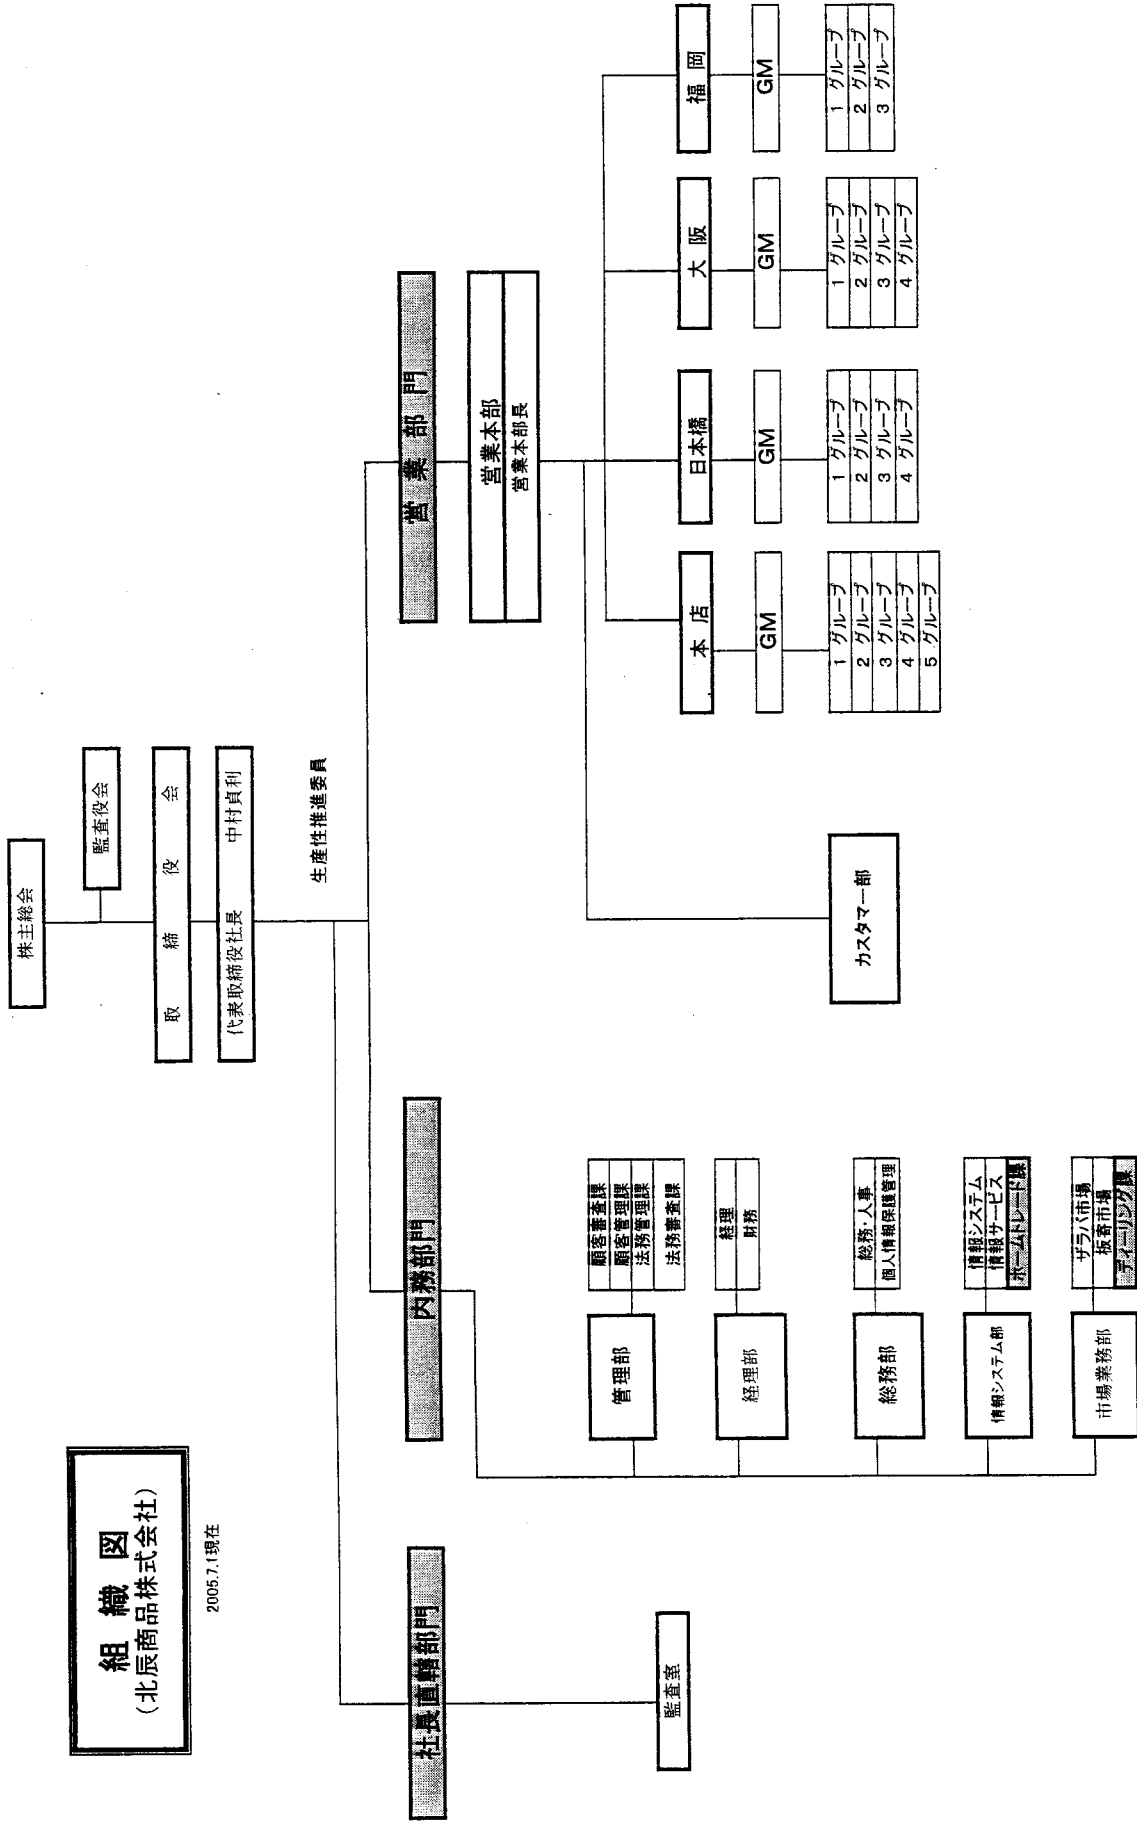 組織図
(北辰商品株式会社)
2005.7.1現在
株主総会
監査役会
取締役会
代表取締役社長 中村貞利
生産性推進委員
社長直轄部門
監査室
内務部門
管理部
顧客審査課
顧客管理課
法務管理課
法務審査課
経理部
経理
財務
総務部
総務・人事
個人情報保護管理
情報システム部
情報システム
情報サービス
ホームトレード課
市場業務部
ザラバ市場
板寄市場
ディーリング課
営業部門
営業本部
営業本部長
カスタマー部
本店
GM
1 グループ
2 グループ
3 グループ
4 グループ
5 グループ
日本橋
GM
1 グループ
2 グループ
3 グループ
4 グループ
大阪
GM
1 グループ
2 グループ
3 グループ
4 グループ
福岡
GM
1 グループ
2 グループ
3 グループ